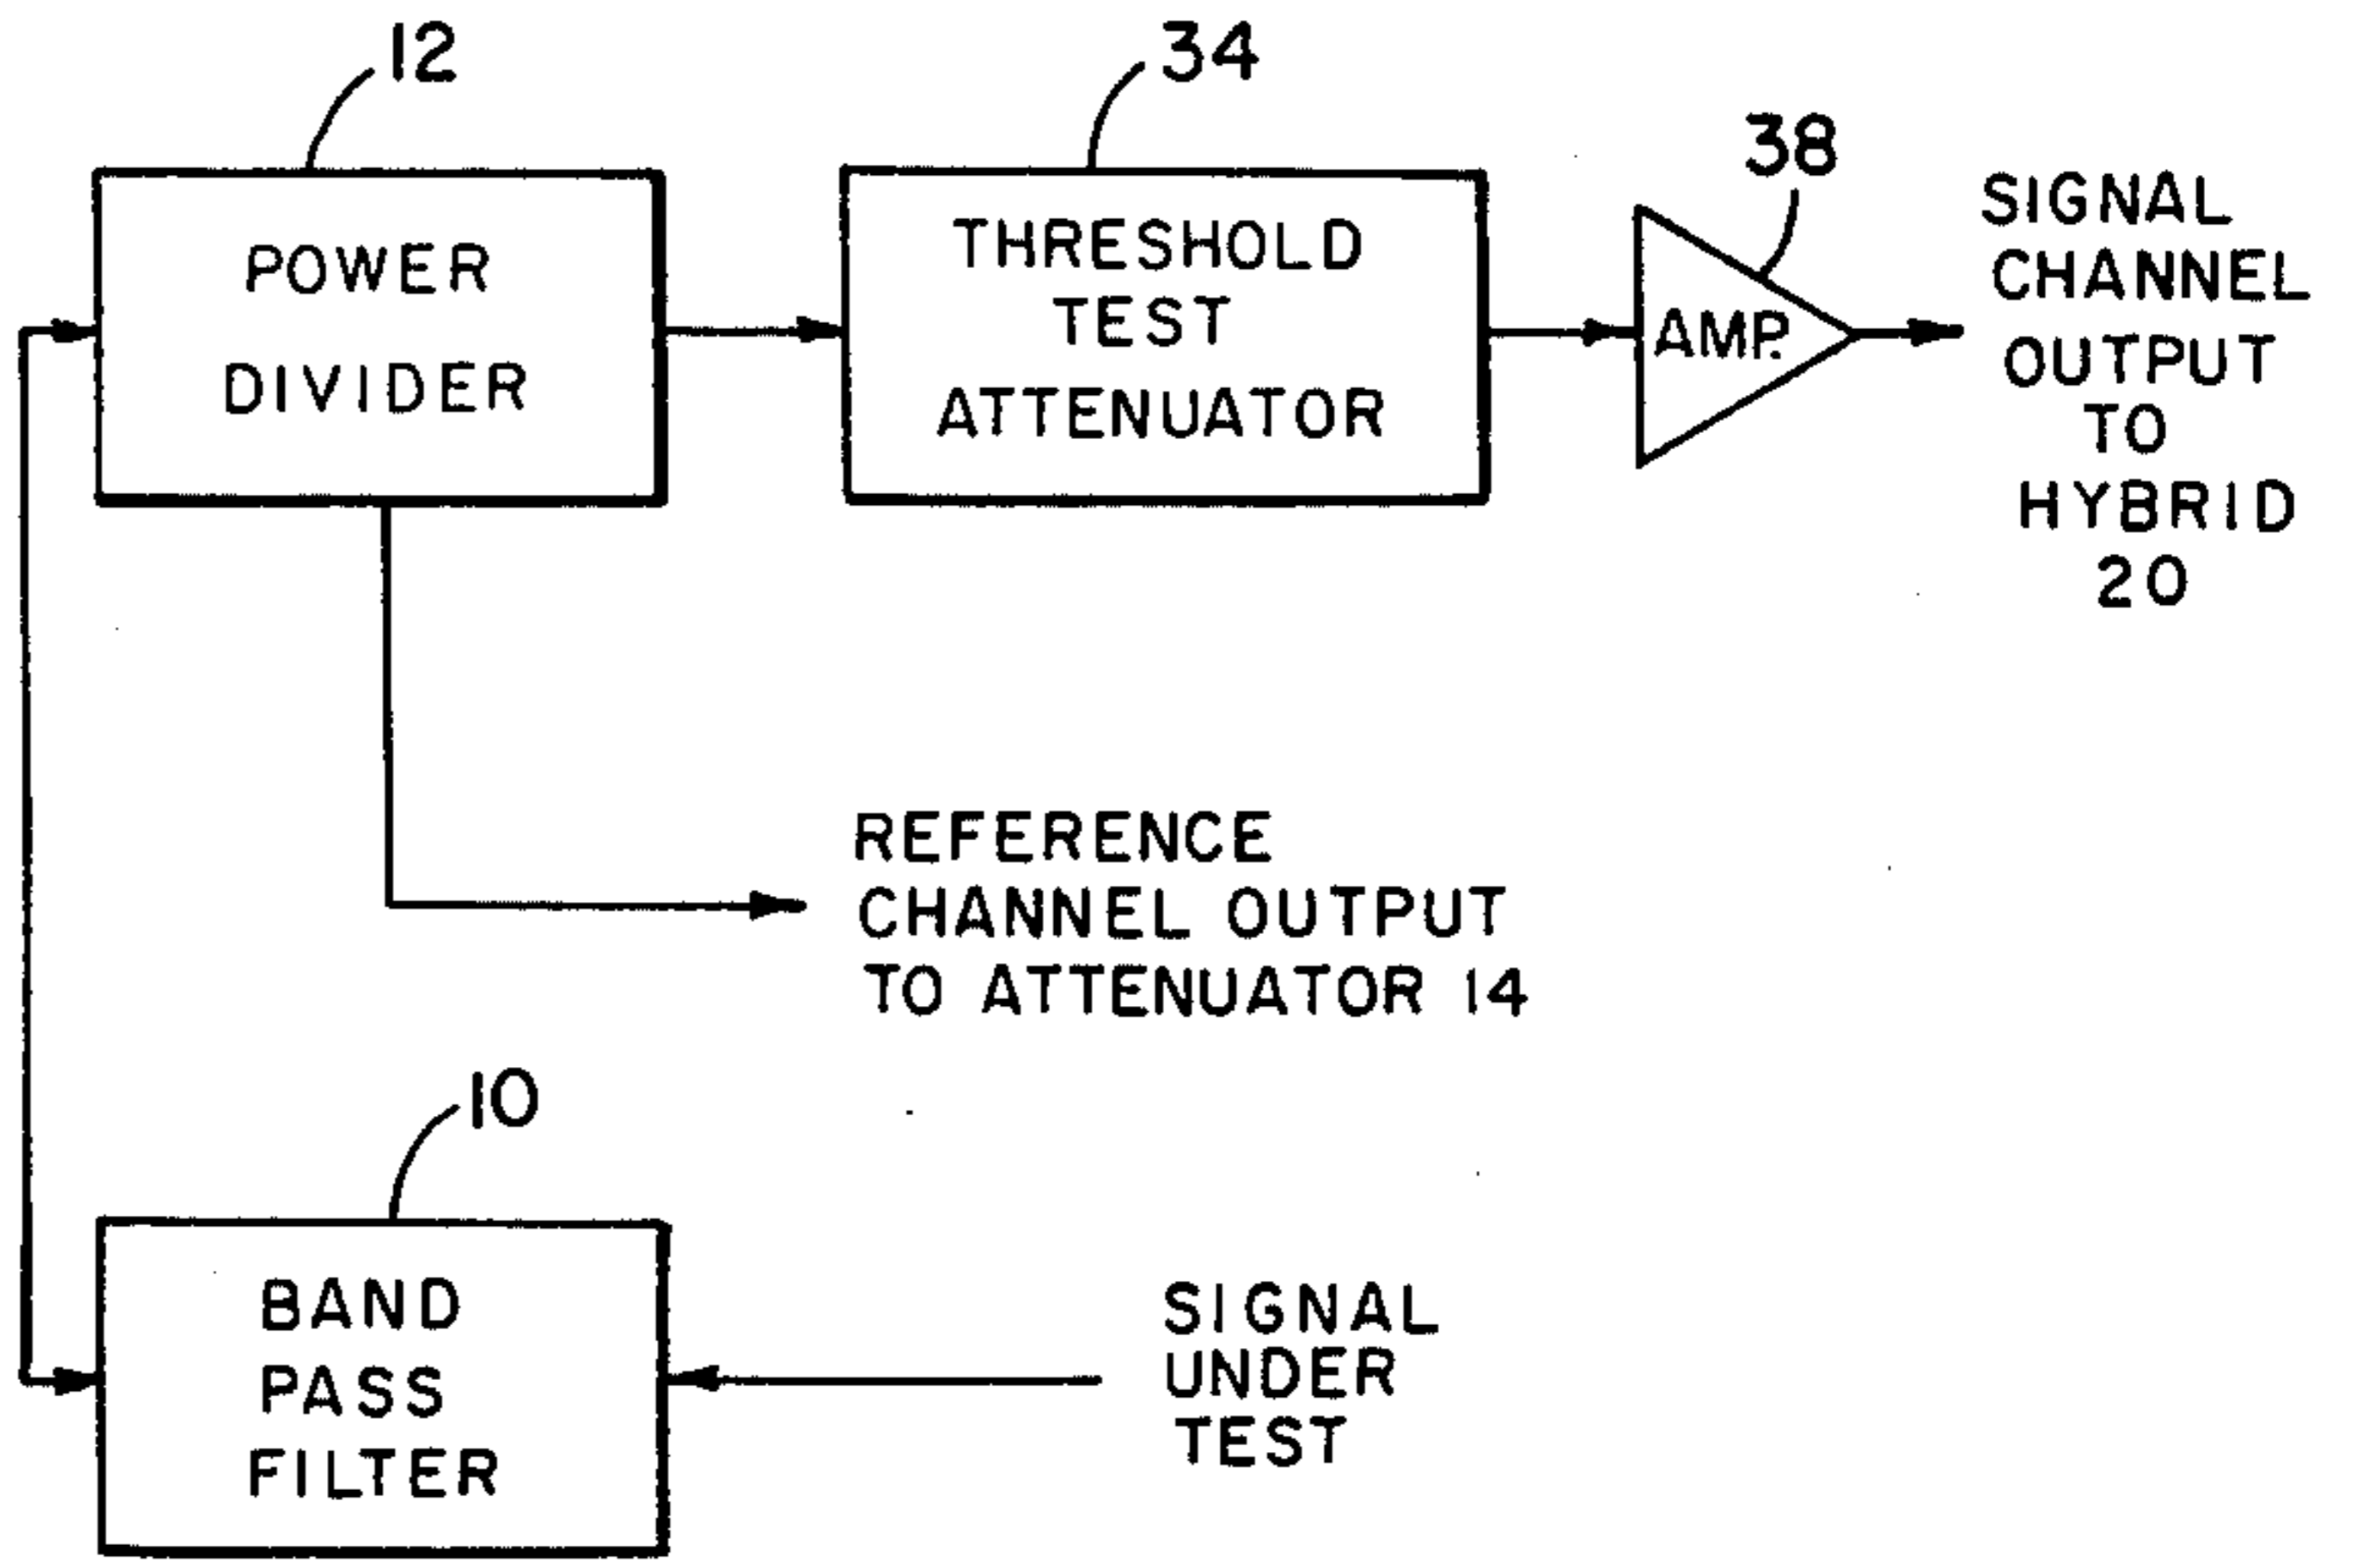 12
34
38
POWER
DIVIDER
THRESHOLD
TEST
ATTENUATOR
AMP.
SIGNAL
CHANNEL
OUTPUT
TO
HYBRID
20
REFERENCE
CHANNEL OUTPUT
TO ATTENUATOR 14
10
BAND
PASS
FILTER
SIGNAL
UNDER
TEST